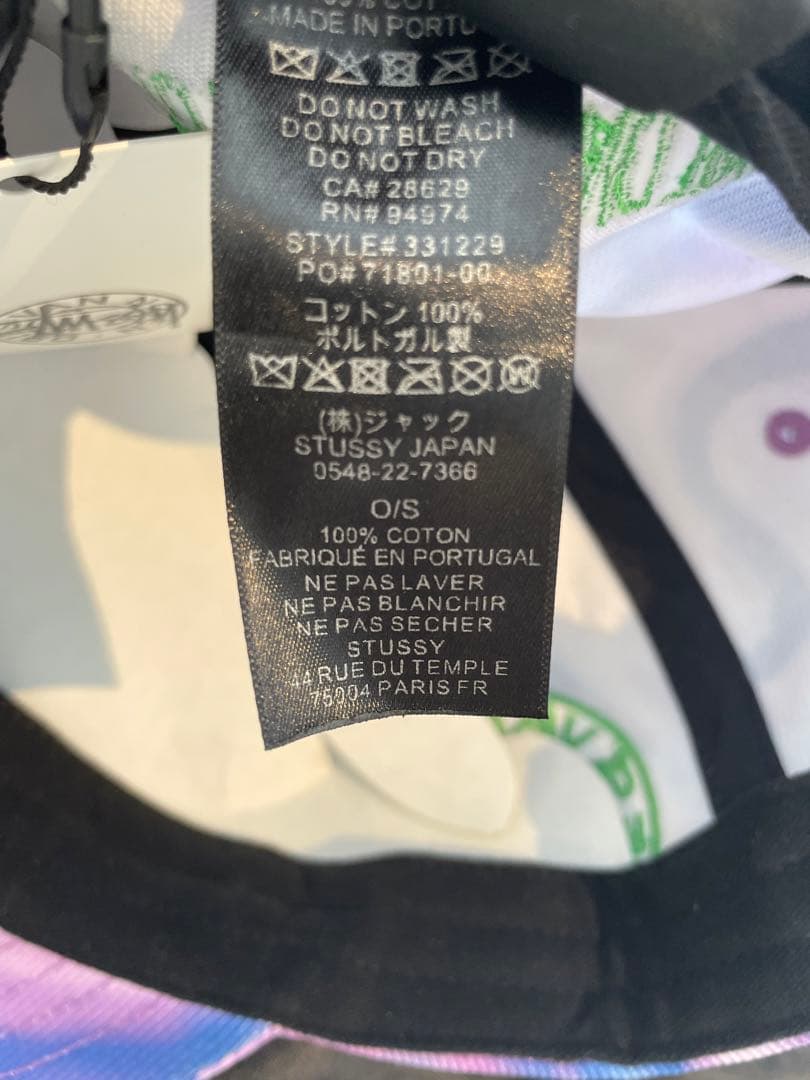 MADE IN PORTU
DO NOT WASH
DO NOT BLEACH
DO NOT DRY
CA# 28629
RN# 94974
STYLE# 331229
PO# 71801-00
コットン 100%
ポルトガル製
(株)ジャック
STUSSY JAPAN
0548-22-7366
O/S
100% COTON
FABRIQUE EN PORTUGAL
NE PAS LAVER
NE PAS BLANCHIR
NE PAS SECHER
STUSSY
44 RUE DU TEMPLE
75004 PARIS FR